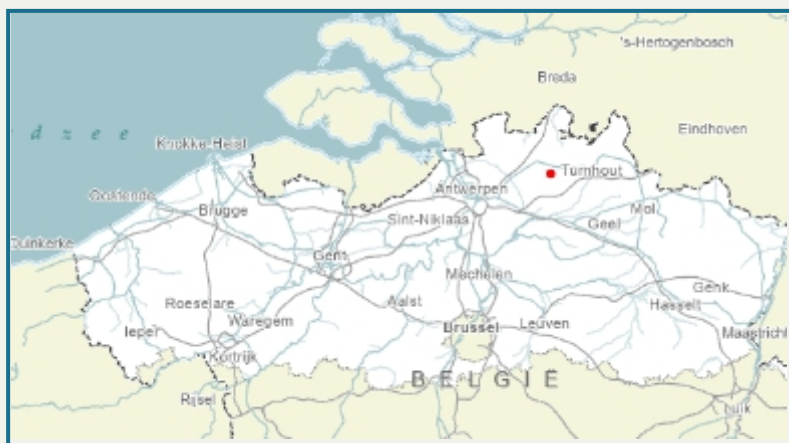 's-Hertogenbosch
Breda
d z e e
Eindhoven
Knokke-Heist
Turnhout
Antwerpen
Oostende
Brugge
Sint-Niklaas
Mol
Geel
Duinkerke
Gent
Mechelen
Genk
Roeselare
Aalst
Hasselt
Waregem
Ieper
Brussel
Leuven
Maastricht
Kortrijk
BELGIË
Rijsel
Luik